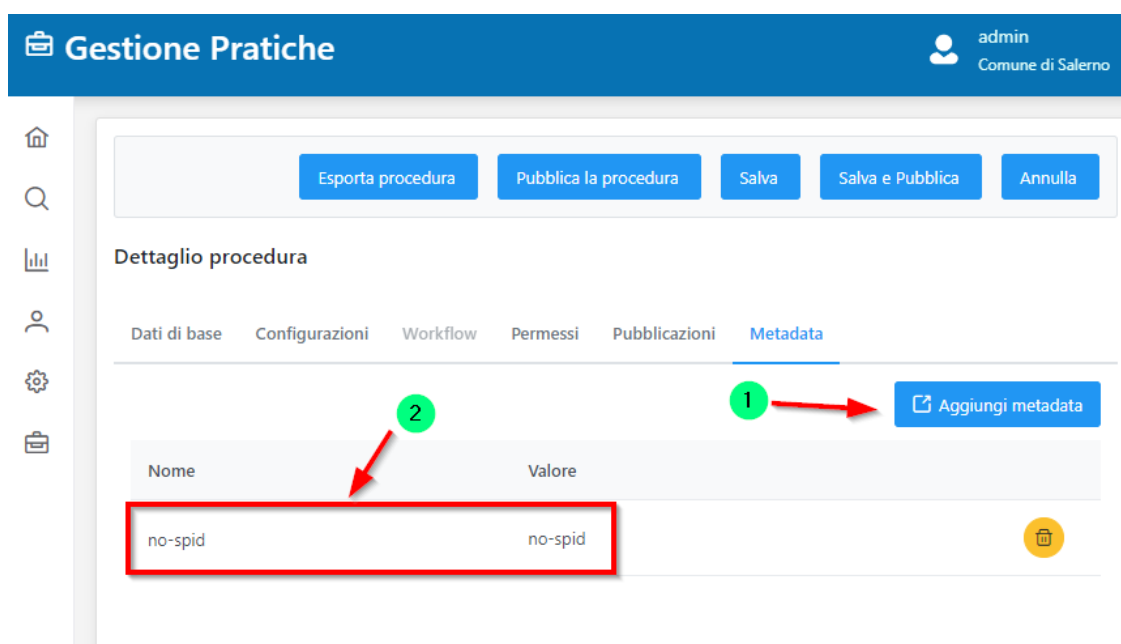 Gestione Pratiche
admin
Comune di Salerno
Esporta procedura
Pubblica la procedura
Salva
Salva e Pubblica
Annulla
Dettaglio procedura
Dati di base
Configurazioni
Workflow
Permessi
Pubblicazioni
Metadata
1
Aggiungi metadata
2
Nome
Valore
no-spid
no-spid